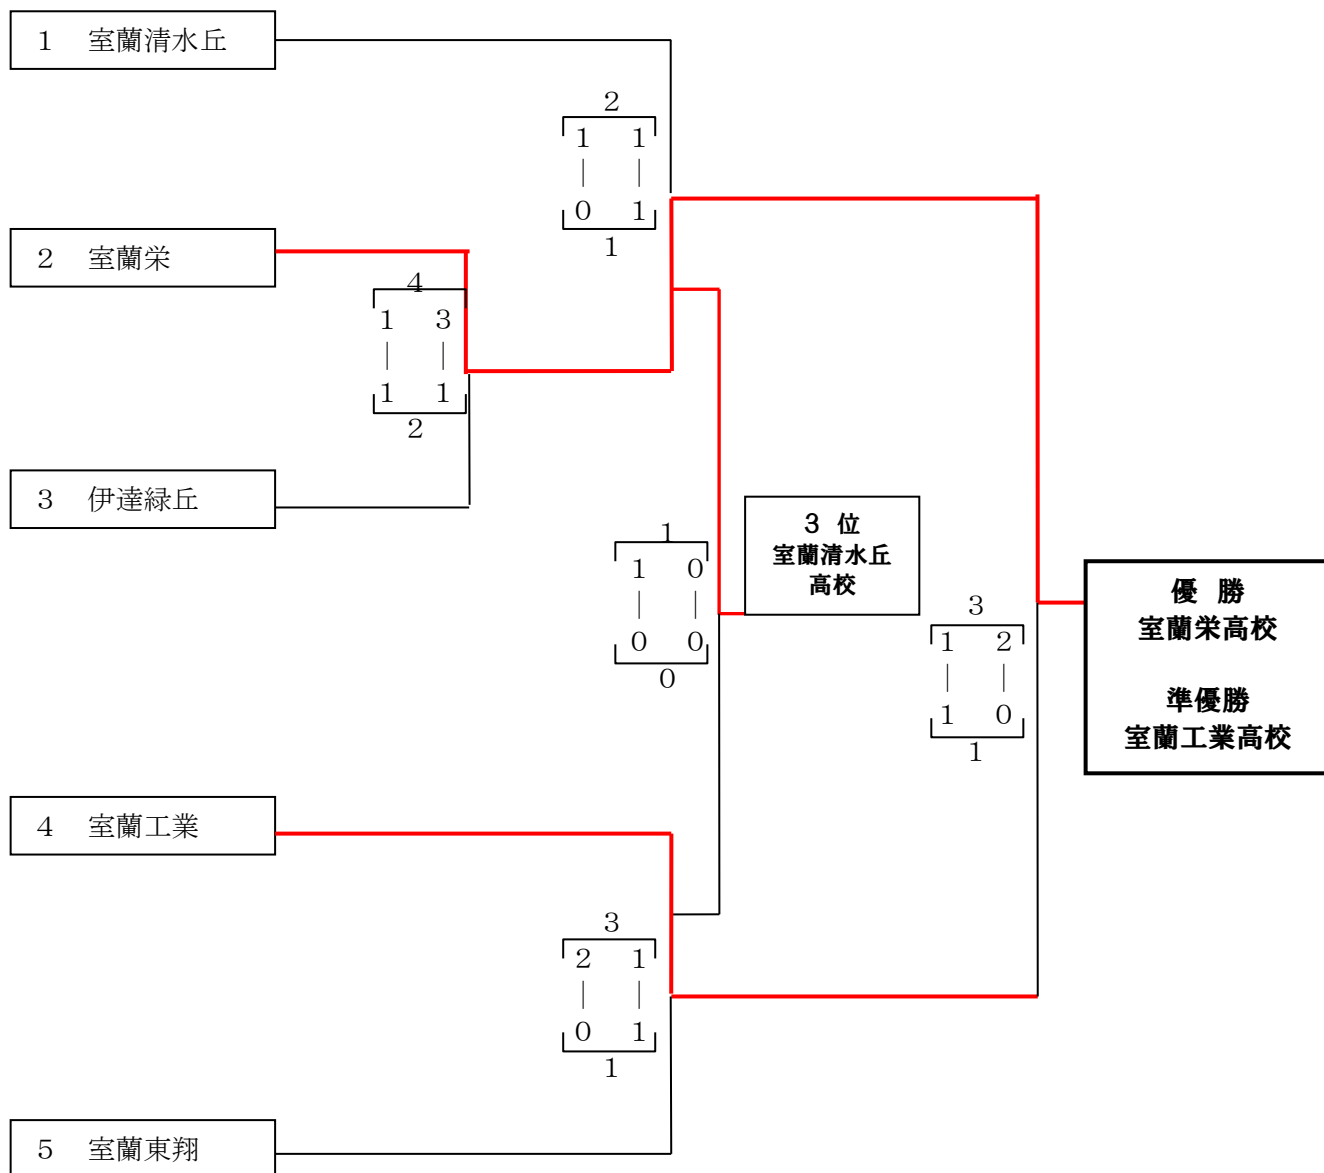 1 室蘭清水丘
2
1 1
| |
0 1
1
2 室蘭栄
4
1 3
| |
1 1
2
3 伊達緑丘
1
1 0
| |
0 0
0
3 位
室蘭清水丘
高校
3
1 2
| |
1 0
1
優 勝
室蘭栄高校
準優勝
室蘭工業高校
4 室蘭工業
3
2 1
| |
0 1
1
5 室蘭東翔